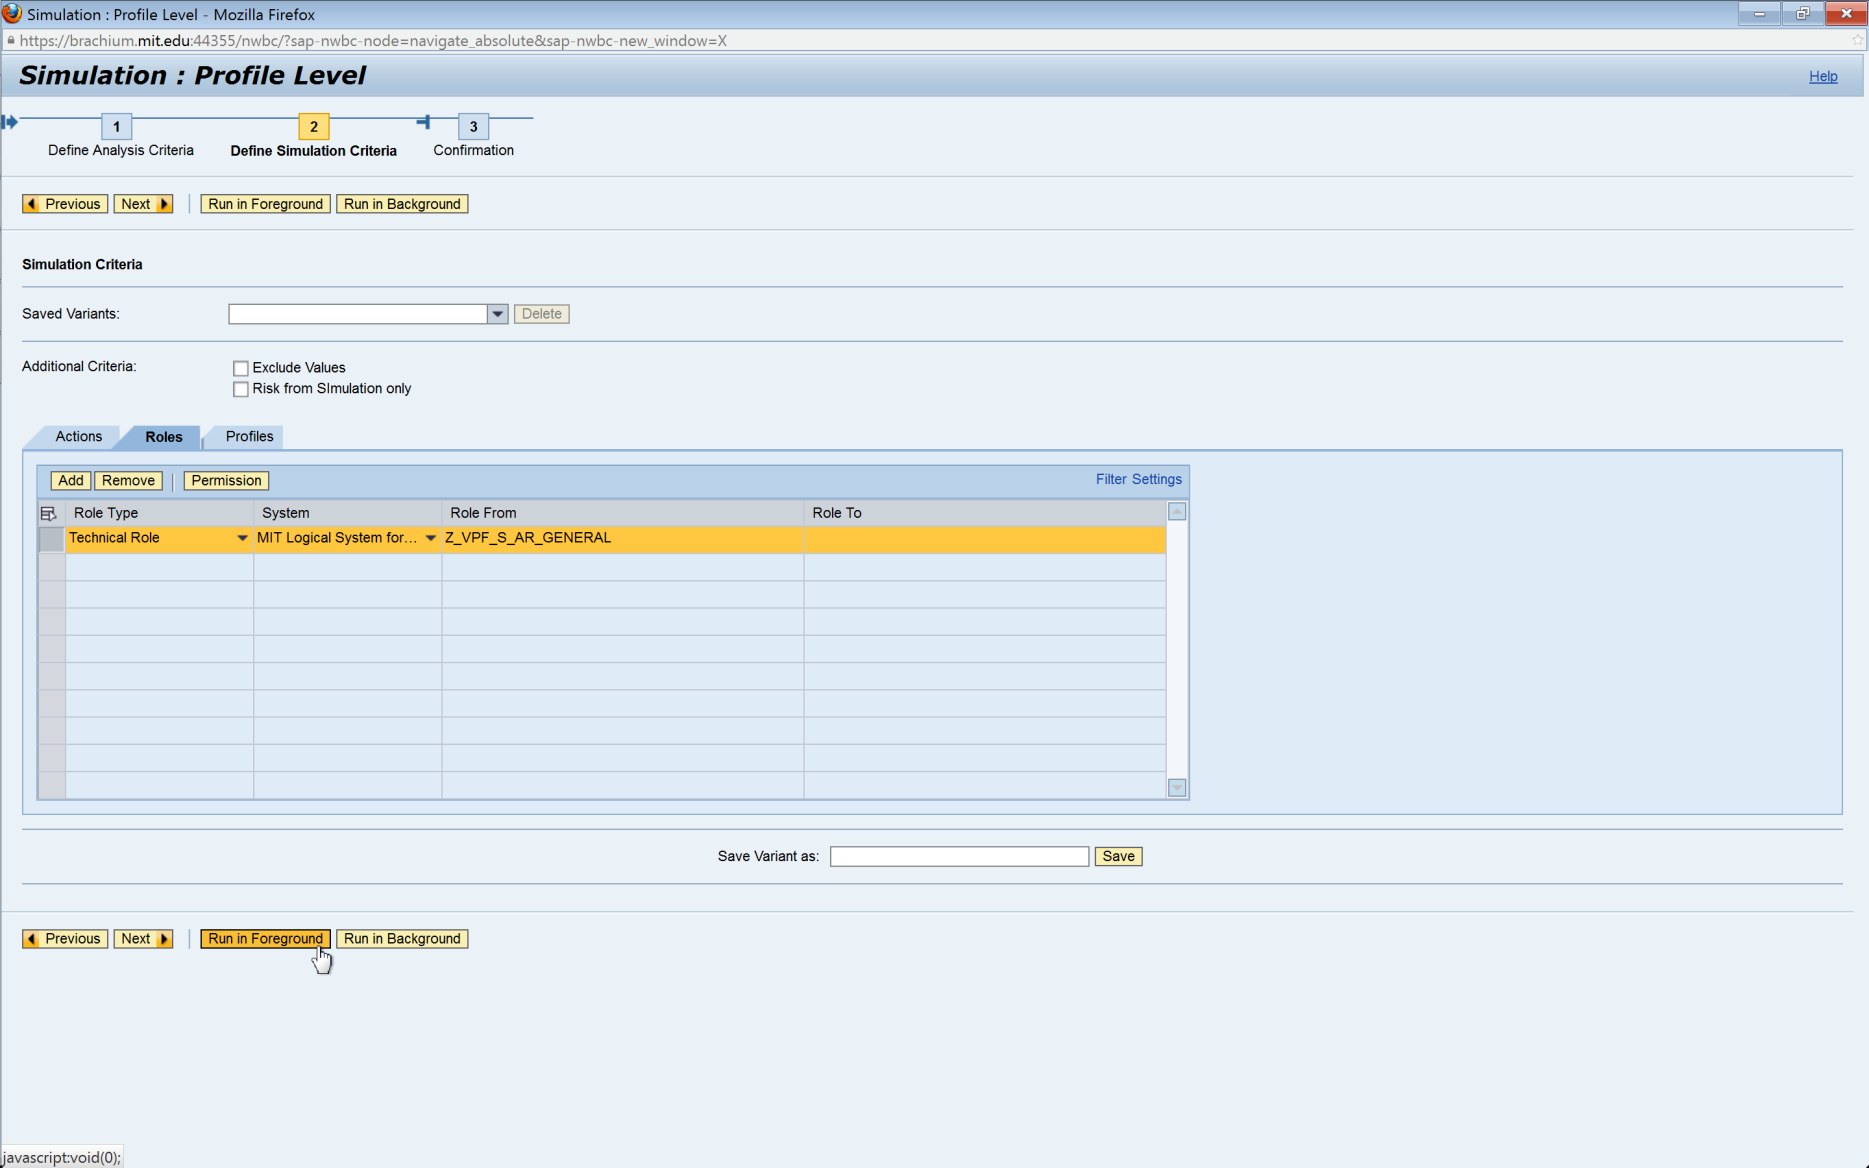 Simulation : Profile Level - Mozilla Firefox
https://brachium.mit.edu:44355/nwbc/?sap-nwbc-node=navigate_absolute&sap-nwbc-new_window=X
Simulation : Profile Level
Help
1 2 3
Define Analysis Criteria Define Simulation Criteria Confirmation
Previous Next Run in Foreground Run in Background
Simulation Criteria
Saved Variants: Delete
Additional Criteria: Exclude Values
Risk from SImulation only
Actions Roles Profiles
Add Remove Permission Filter Settings
Role Type System Role From Role To
Technical Role MIT Logical System for... Z_VPF_S_AR_GENERAL
Save Variant as: Save
Previous Next Run in Foreground Run in Background
javascript:void(0);